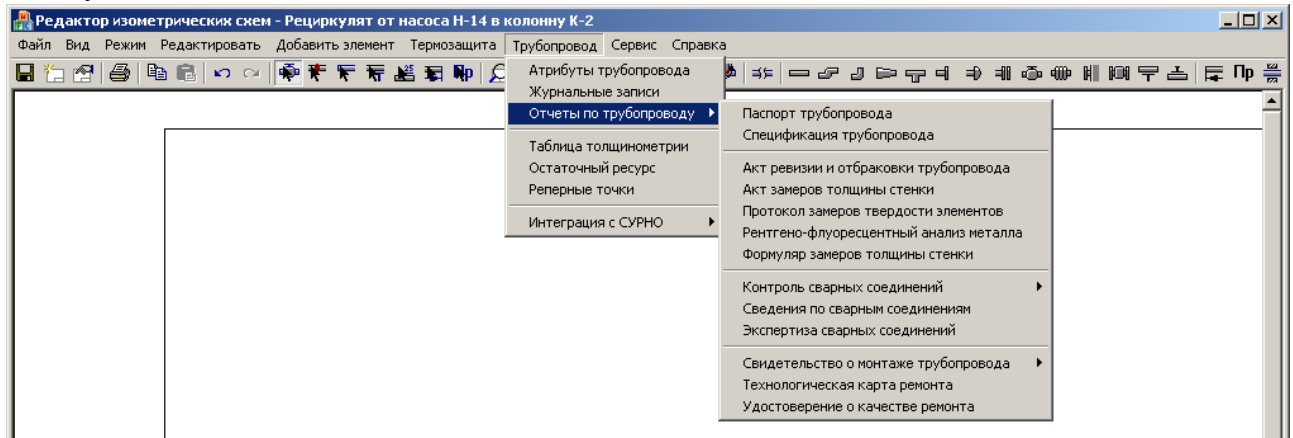 Редактор изометрических схем - Рециркулят от насоса Н-14 в колонну К-2
Файл Вид Режим Редактировать Добавить элемент Термозащита Трубопровод Сервис Справка
Пр
Атрибуты трубопровода
Журнальные записи
Отчеты по трубопроводу
Таблица толщинометрии
Остаточный ресурс
Реперные точки
Интеграция с СУРНО
Паспорт трубопровода
Спецификация трубопровода
Акт ревизии и отбраковки трубопровода
Акт замеров толщины стенки
Протокол замеров твердости элементов
Рентгено-флуоресцентный анализ металла
Формуляр замеров толщины стенки
Контроль сварных соединений
Сведения по сварным соединениям
Экспертиза сварных соединений
Свидетельство о монтаже трубопровода
Технологическая карта ремонта
Удостоверение о качестве ремонта